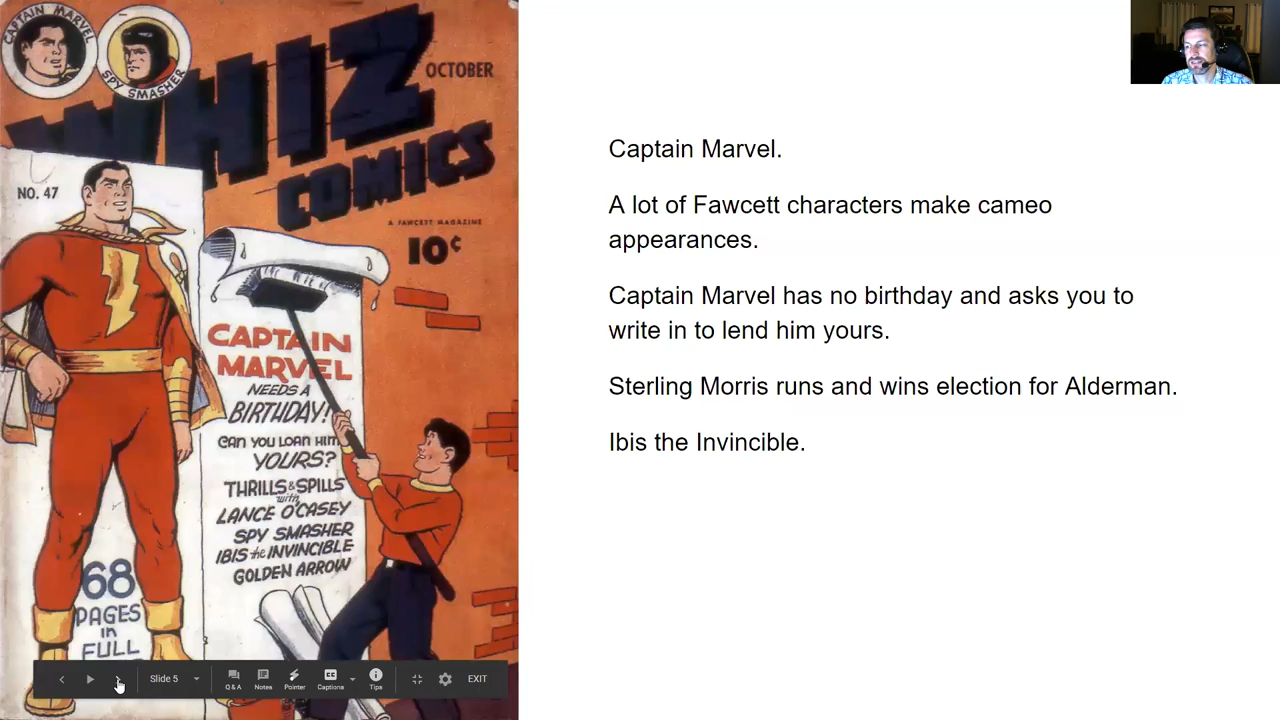 CAPTAIN MARVEL
SPY SMASHER
WHIZ
COMICS
OCTOBER
NO. 47
A FAWCETT MAGAZINE
10¢
CAPTAIN
MARVEL
NEEDS A
BIRTHDAY!
CAN YOU LOAN HIM
YOURS?
THRILLS & SPILLS
with
LANCE O'CASEY
SPY SMASHER
IBIS the INVINCIBLE
GOLDEN ARROW
68
PAGES
in
FULL
Captain Marvel.
A lot of Fawcett characters make cameo
appearances.
Captain Marvel has no birthday and asks you to
write in to lend him yours.
Sterling Morris runs and wins election for Alderman.
Ibis the Invincible.
Slide 5
Q & A
Notes
Pointer
Captions
Tips
EXIT